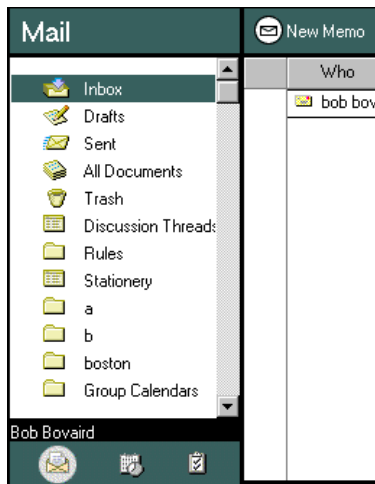 Mail
New Memo
Who
Inbox
bob bov
Drafts
Sent
All Documents
Trash
Discussion Threads
Rules
Stationery
a
b
boston
Group Calendars
Bob Bovaird